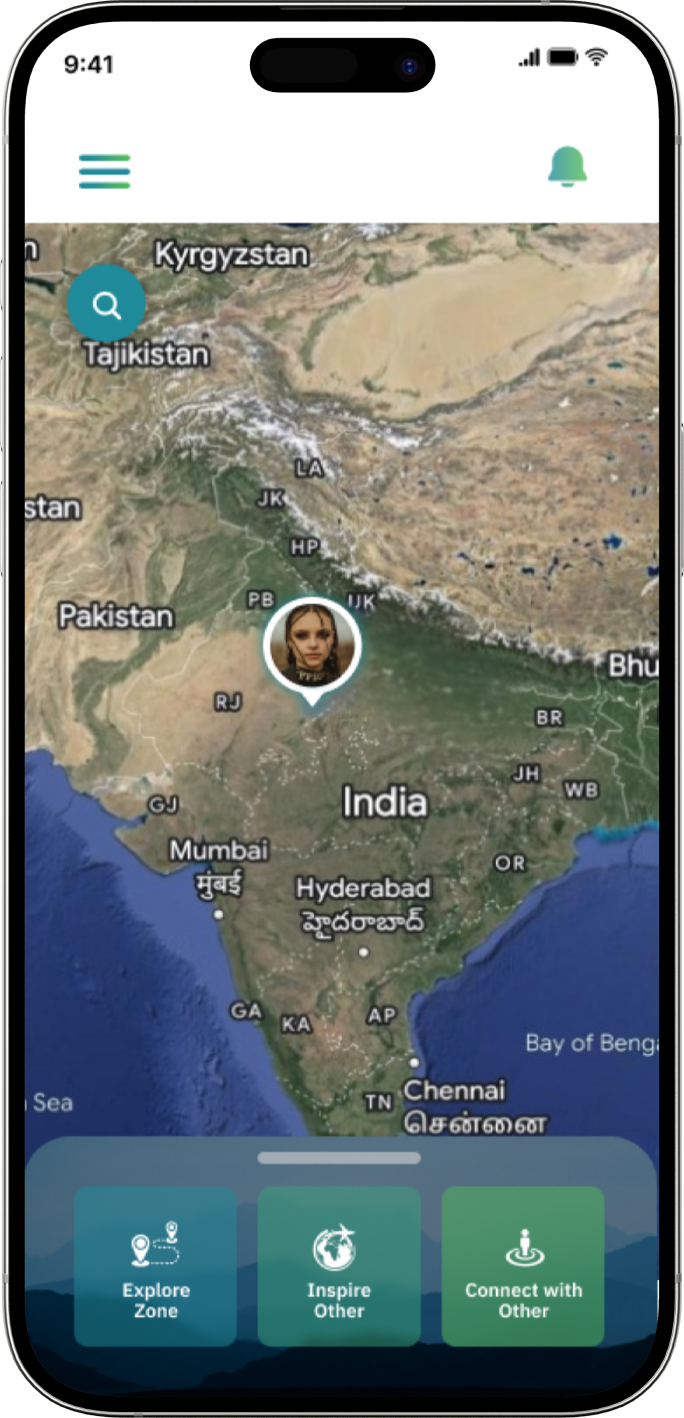 9:41
n
Kyrgyzstan
Tajikistan
LA
JK
stan
HP
PB
UK
Pakistan
Bhu
RJ
BR
JH
WB
India
GJ
Mumbai
मुंबई
OR
Hyderabad
హైదరాబాద్
GA
KA
AP
Bay of Benga
Sea
TN
Chennai
சென்னை
Explore
Zone
Inspire
Other
Connect with
Other